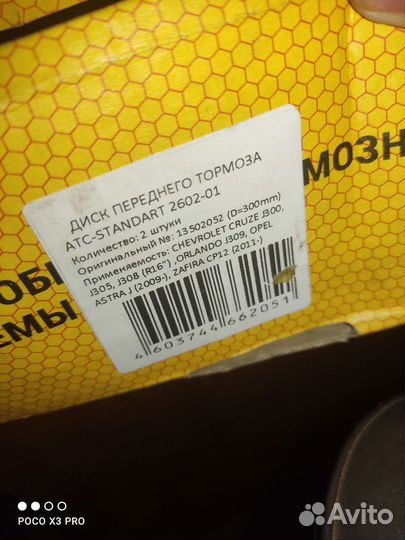 ДИСК ПЕРЕДНЕГО ТОРМОЗА
ATC-STANDART 2602-01
Количество: 2 штуки
Оригинальный №: 13502052 (D=300mm)
Применяемость: CHEVROLET CRUZE J300,
J305, J308 (R16") ,ORLANDO J309, OPEL
ASTRA J (2009-), ZAFIRA CP12 (2011-)
4603744662051
МОЗН
ОБИ
ЕМЫ
POCO X3 PRO
Avito